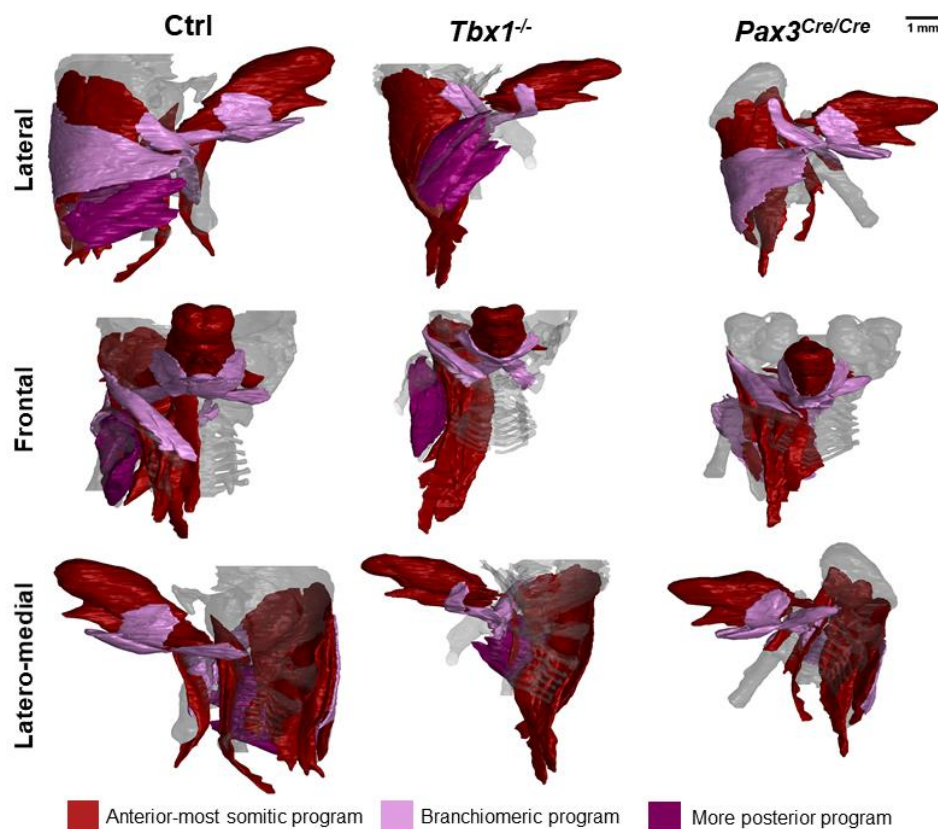 Ctrl
Tbx1-/-
Pax3Cre/Cre
1 mm
Lateral
Frontal
Latero-medial
Anterior-most somitic program
Branchiomeric program
More posterior program